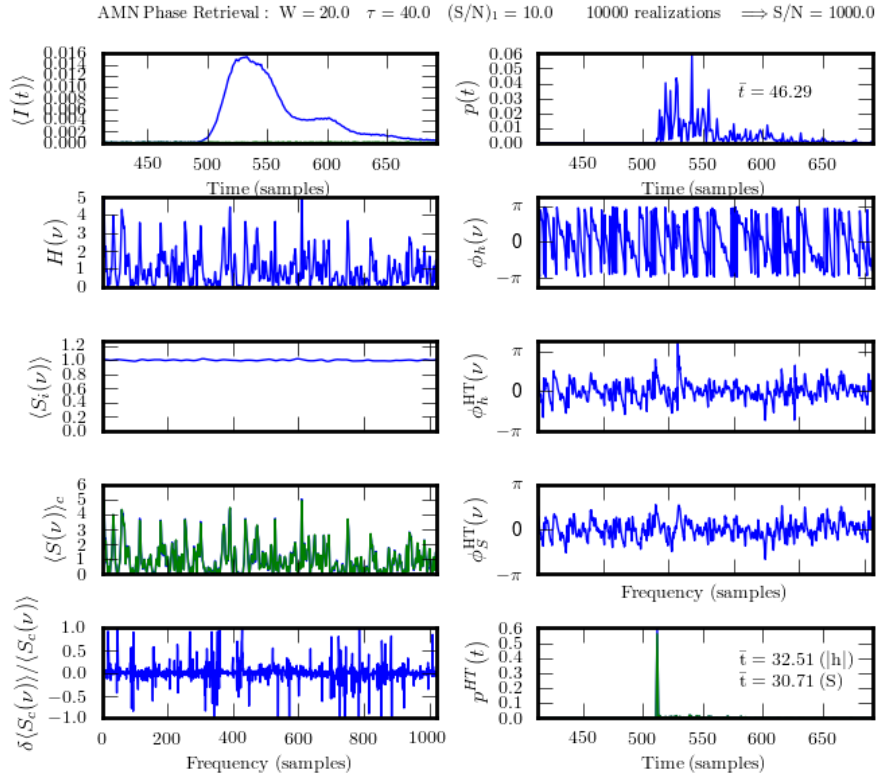 AMN Phase Retrieval : W = 20.0 τ = 40.0 (S/N)₁ = 10.0 10000 realizations ⟹ S/N = 1000.0
⟨I(t)⟩
0.016
0.014
0.012
0.010
0.008
0.006
0.004
0.002
0.000
450 500 550 600 650
Time (samples)
p(t)
0.06
0.05
0.04
0.03
0.02
0.01
0.00
t̄ = 46.29
450 500 550 600 650
Time (samples)
H(ν)
5
4
3
2
1
0
ϕₕ(ν)
π
0
−π
⟨Sᵢ(ν)⟩
1.2
1.0
0.8
0.6
0.4
0.2
0.0
ϕₕᴴᵀ(ν)
π
0
−π
⟨S(ν)⟩_c
6
5
4
3
2
1
0
ϕ_Sᴴᵀ(ν)
π
0
−π
Frequency (samples)
δ⟨S_c(ν)⟩/⟨S_c(ν)⟩
1.0
0.5
0.0
−0.5
−1.0
0 200 400 600 800 1000
Frequency (samples)
pᴴᵀ(t)
0.6
0.5
0.4
0.3
0.2
0.1
0.0
t̄ = 32.51 (|h|)
t̄ = 30.71 (S)
450 500 550 600 650
Time (samples)